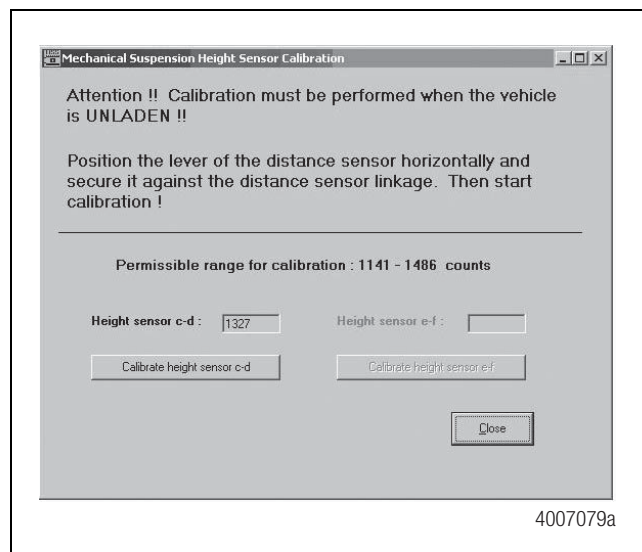 Mechanical Suspension Height Sensor Calibration
Attention !! Calibration must be performed when the vehicle
is UNLADEN !!
Position the lever of the distance sensor horizontally and
secure it against the distance sensor linkage. Then start
calibration !
Permissible range for calibration : 1141 - 1486 counts
Height sensor c-d : 1327 Height sensor e-f :
Calibrate height sensor c-d Calibrate height sensor e-f
Close
4007079a